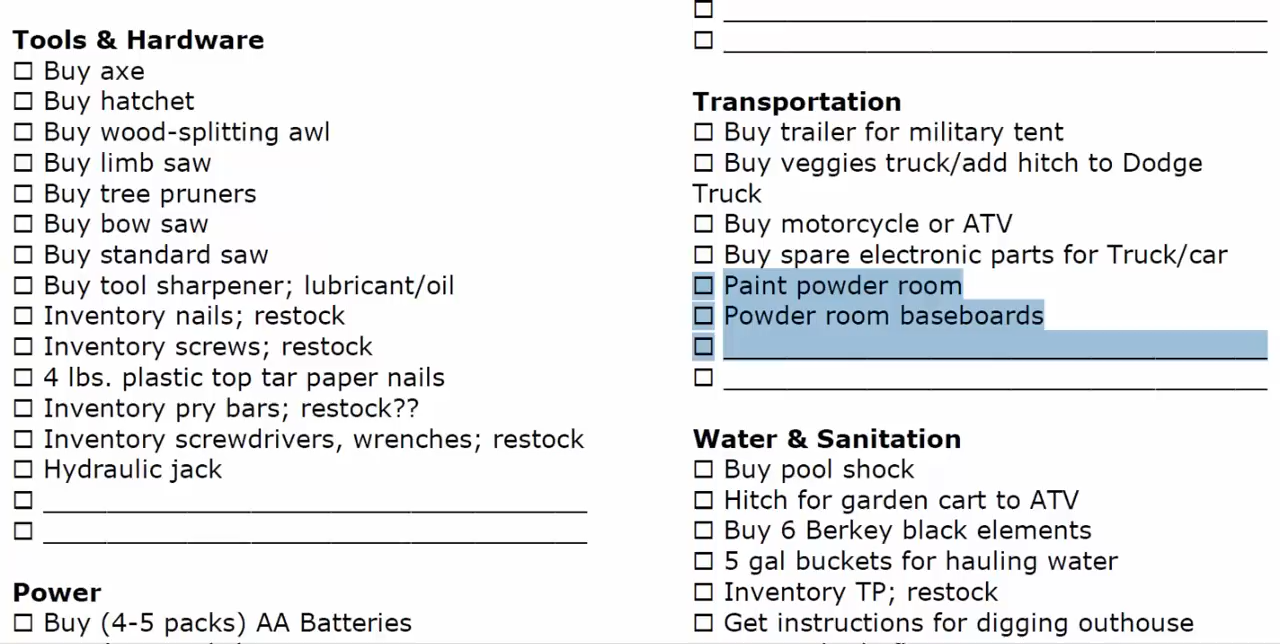 Tools & Hardware
☐ Buy axe
☐ Buy hatchet
☐ Buy wood-splitting awl
☐ Buy limb saw
☐ Buy tree pruners
☐ Buy bow saw
☐ Buy standard saw
☐ Buy tool sharpener; lubricant/oil
☐ Inventory nails; restock
☐ Inventory screws; restock
☐ 4 lbs. plastic top tar paper nails
☐ Inventory pry bars; restock??
☐ Inventory screwdrivers, wrenches; restock
☐ Hydraulic jack
☐ __________________________________
☐ __________________________________
Power
☐ Buy (4-5 packs) AA Batteries
☐ __________________________________
☐ __________________________________
Transportation
☐ Buy trailer for military tent
☐ Buy veggies truck/add hitch to Dodge
Truck
☐ Buy motorcycle or ATV
☐ Buy spare electronic parts for Truck/car
☐ Paint powder room
☐ Powder room baseboards
☐ __________________________________
☐ __________________________________
Water & Sanitation
☐ Buy pool shock
☐ Hitch for garden cart to ATV
☐ Buy 6 Berkey black elements
☐ 5 gal buckets for hauling water
☐ Inventory TP; restock
☐ Get instructions for digging outhouse